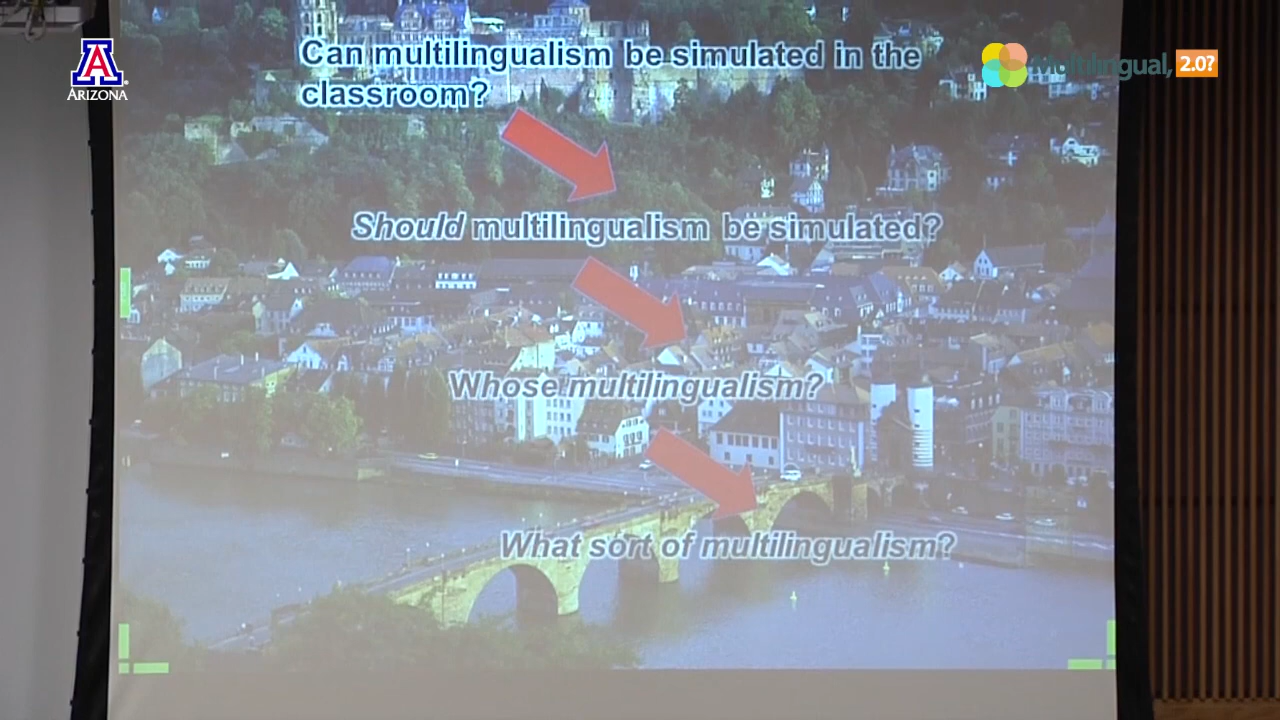 Can multilingualism be simulated in the
classroom?
ARIZONA
Multilingual, 2.0?
Should multilingualism be simulated?
Whose multilingualism?
What sort of multilingualism?